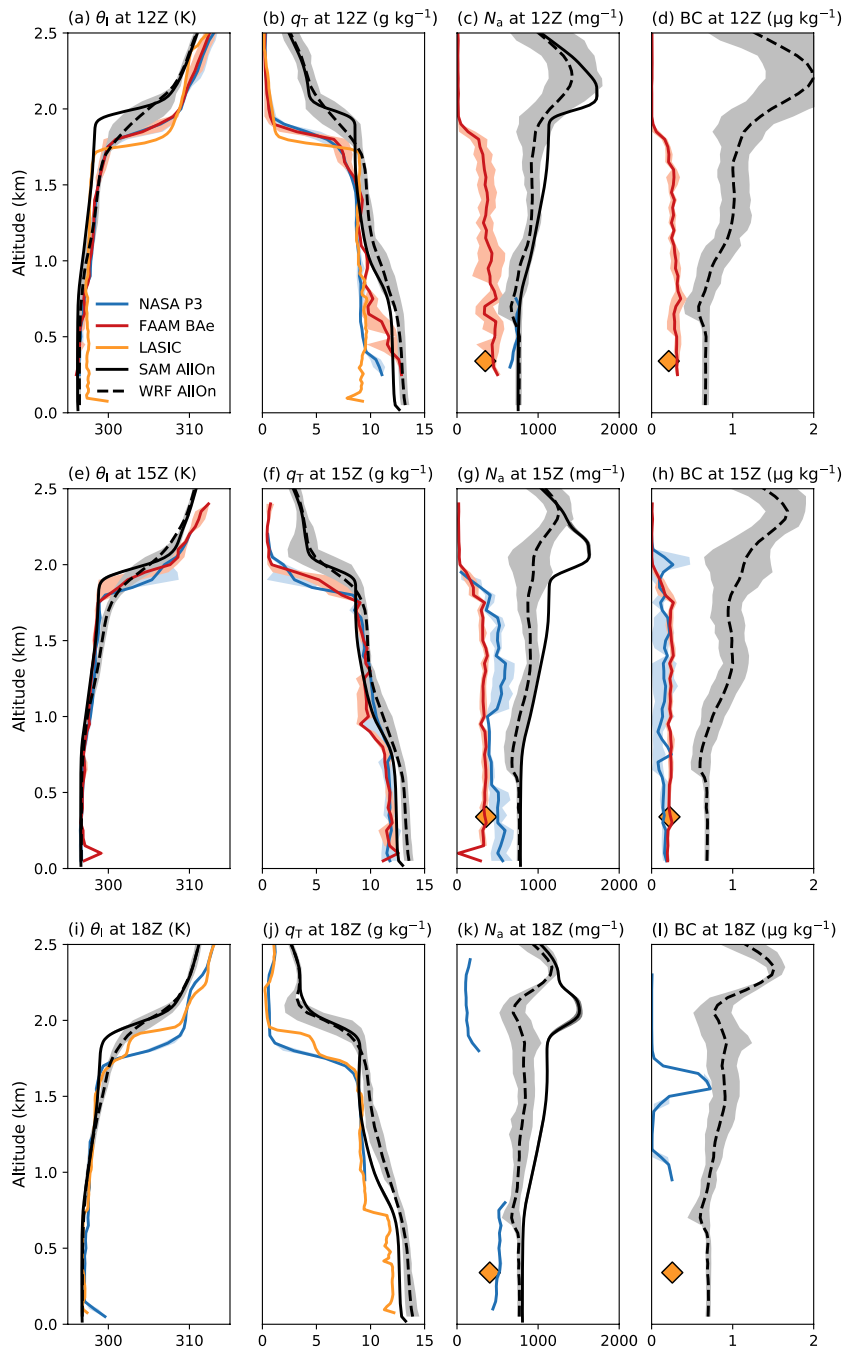 (a) θl at 12Z (K)
(b) qT at 12Z (g kg⁻¹)
(c) Na at 12Z (mg⁻¹)
(d) BC at 12Z (μg kg⁻¹)
2.5
2.0
1.5
1.0
0.5
0.0
Altitude (km)
NASA P3
FAAM BAe
LASIC
SAM AllOn
WRF AllOn
300 310
0 5 10 15
0 1000 2000
0 1 2
(e) θl at 15Z (K)
(f) qT at 15Z (g kg⁻¹)
(g) Na at 15Z (mg⁻¹)
(h) BC at 15Z (μg kg⁻¹)
2.5
2.0
1.5
1.0
0.5
0.0
Altitude (km)
300 310
0 5 10 15
0 1000 2000
0 1 2
(i) θl at 18Z (K)
(j) qT at 18Z (g kg⁻¹)
(k) Na at 18Z (mg⁻¹)
(l) BC at 18Z (μg kg⁻¹)
2.5
2.0
1.5
1.0
0.5
0.0
Altitude (km)
300 310
0 5 10 15
0 1000 2000
0 1 2